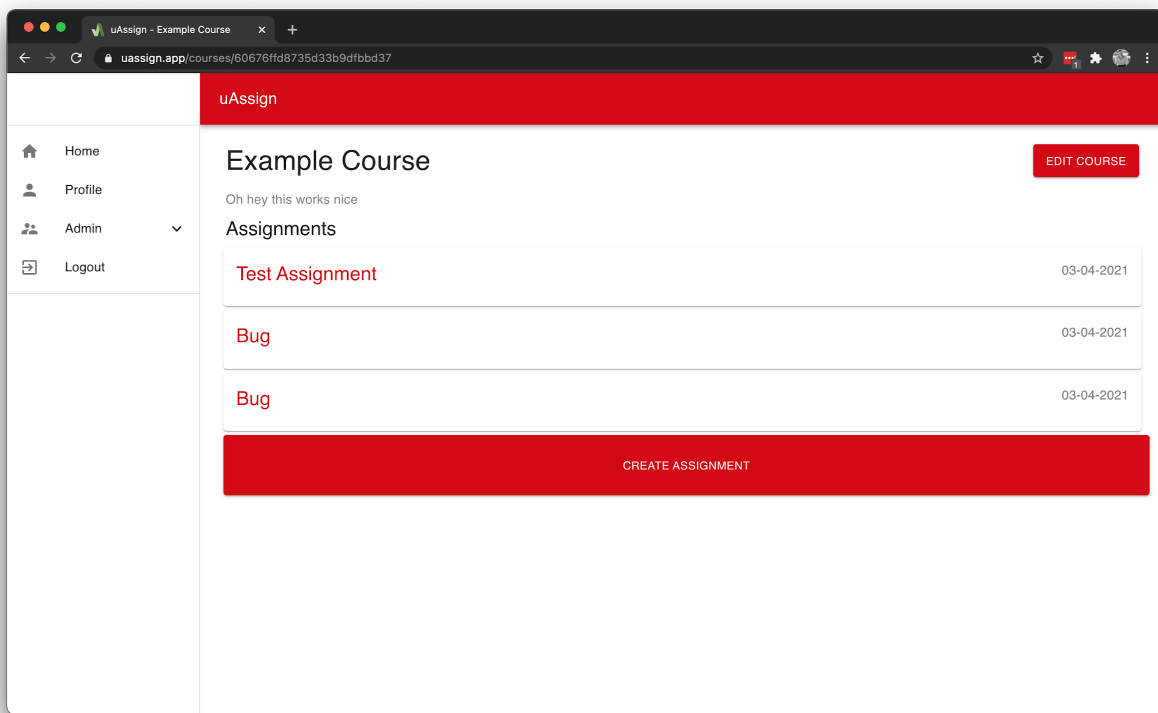 uAssign - Example Course
uassign.app/courses/60676ffd8735d33b9dfbbd37
1
uAssign
Home
Profile
Admin
Logout
Example Course
EDIT COURSE
Oh hey this works nice
Assignments
Test Assignment 03-04-2021
Bug 03-04-2021
Bug 03-04-2021
CREATE ASSIGNMENT